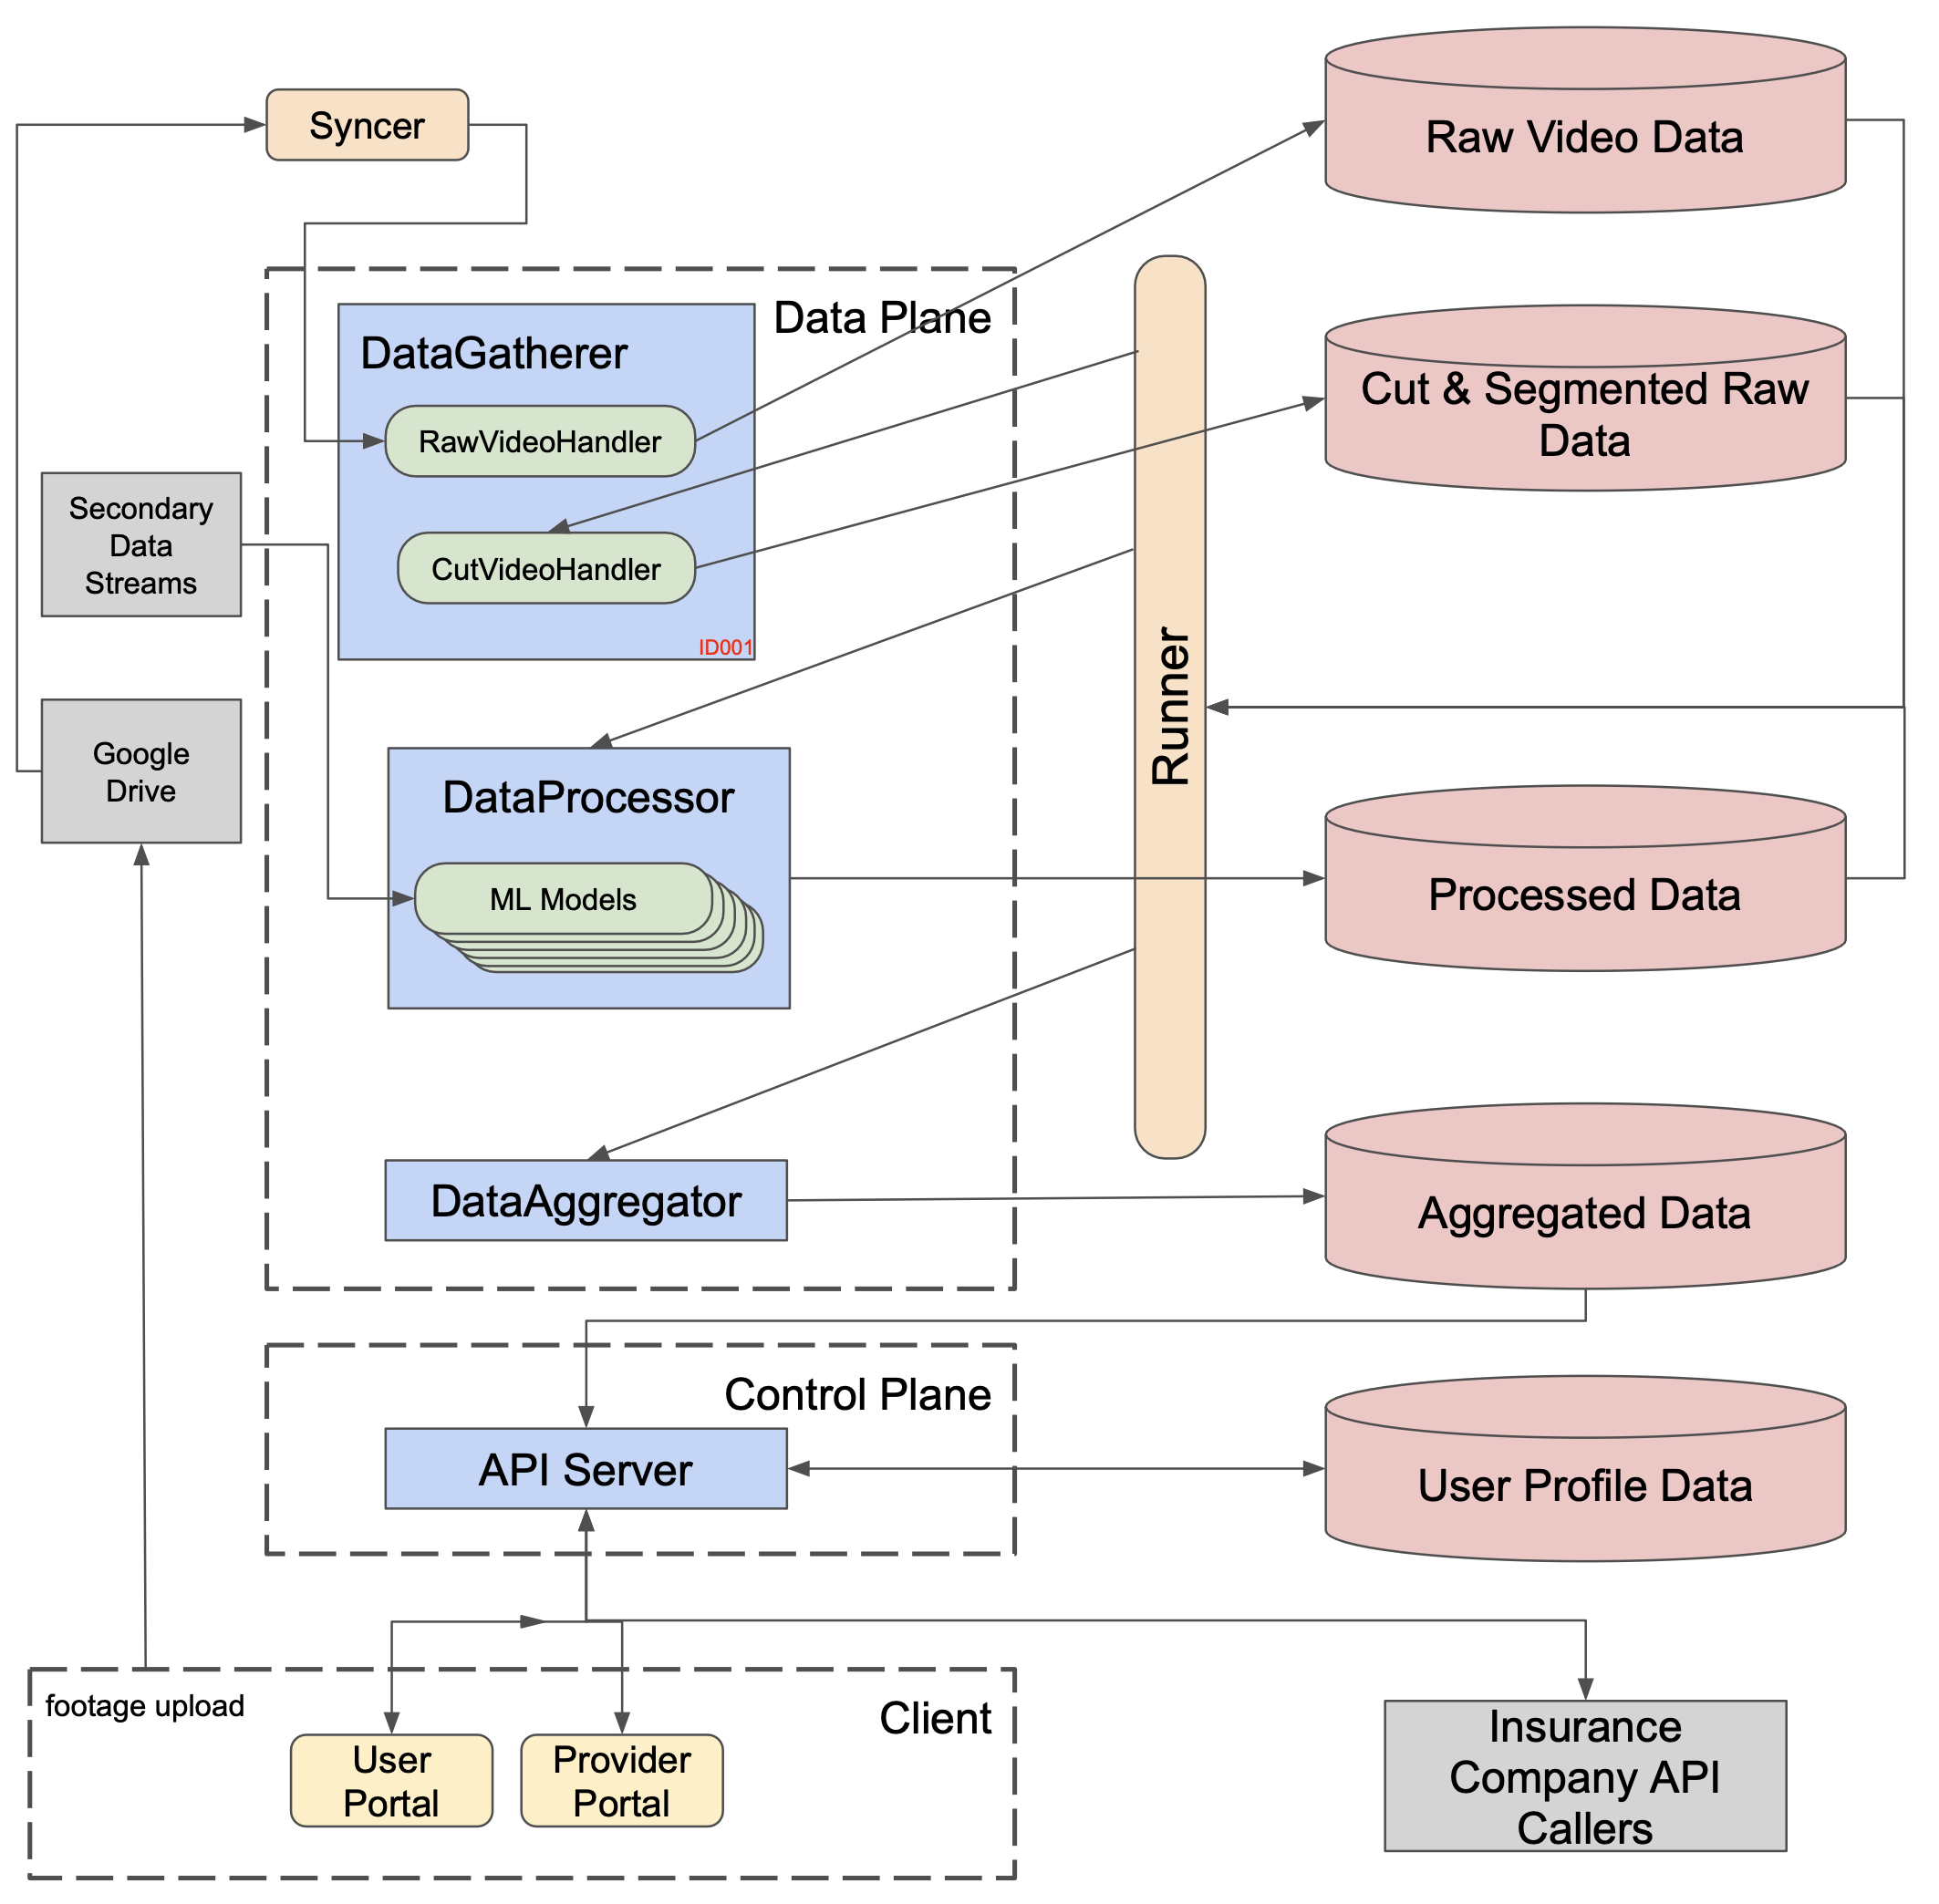 Syncer
Raw Video Data
Data Plane
DataGatherer
RawVideoHandler
CutVideoHandler
ID001
Cut & Segmented Raw
Data
Secondary
Data
Streams
Google
Drive
Runner
DataProcessor
ML Models
Processed Data
DataAggregator
Aggregated Data
Control Plane
API Server
User Profile Data
footage upload
Client
User
Portal
Provider
Portal
Insurance
Company API
Callers